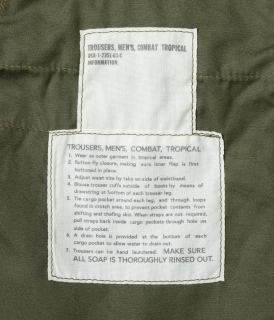 TROUSERS, MEN'S, COMBAT TROPICAL
INFORMATION
TROUSERS, MEN'S, COMBAT, TROPICAL
1. Wear as outer garment in tropical areas.
2. Button fly closure, making sure inner flap is first
buttoned in place.
3. Adjust waist size by take on side of waistband.
4. Blouse trouser cuffs outside of boots by means of
drawstring at bottom of each trouser leg.
5. Tie cargo pocket around each leg, and through loops
found in crotch area, to prevent pocket contents from
shifting and chafing skin. When straps are not required,
pull straps back inside cargo pockets through hole on
side of pocket.
6. A drain hole is provided at the bottom of each
cargo pocket to allow water to drain out.
7. Trousers can be hand laundered. MAKE SURE
ALL SOAP IS THOROUGHLY RINSED OUT.